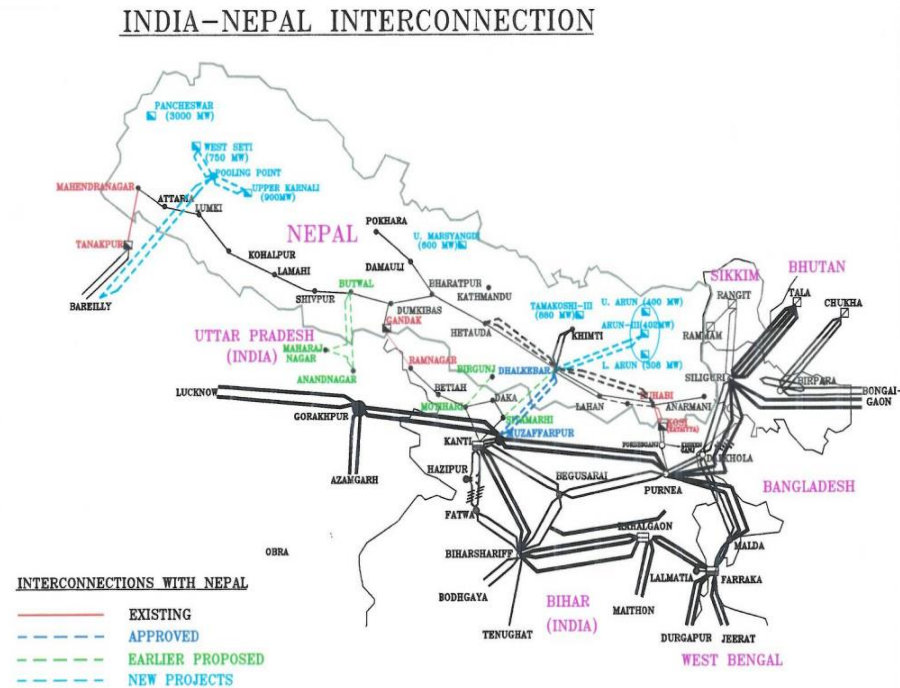 INDIA-NEPAL INTERCONNECTION
PANCHESWAR
(3000 MW)
WEST SETI
(750 MW)
POOLING POINT
UPPER KARNALI
(900MW)
MAHENDRANAGAR
ATTARIA
LUMKI
TANAKPUR
BAREILLY
KOHALPUR
LAMAHI
SHIVPUR
NEPAL
POKHARA
DAMAULI
U. MARSYANGDI
(600 MW)
BUTWAL
BHARATPUR
KATHMANDU
DUMKIBAS
HETAUDA
GANDAK
TAMAKOSHI-III
(880 MW)
KHIMTI
U. ARUN (400 MW)
ARUN-III(402MW)
L. ARUN (308 MW)
SIKKIM
RANGIT
RAMMAM
BHUTAN
TALA
CHUKHA
UTTAR PRADESH
(INDIA)
MAHARAJ
NAGAR
ANANDNAGAR
RAMNAGAR
BIRGUNJ
DHALKEBAR
SILIGURI
BIRPARA
BONGAI-
GAON
LUCKNOW
GORAKHPUR
BETIAH
MOTIHARI
DAKA
SITAMARHI
LAHAN
DUHABI
ANARMANI
MUZAFFARPUR
KANTI
AZAMGARH
HAZIPUR
BEGUSARAI
PURNEA
DALKHOLA
BANGLADESH
FATWA
OBRA
BIHARSHARIFF
KAHALGAON
MALDA
LALMATIA
FARRAKA
BODHGAYA
BIHAR
(INDIA)
MAITHON
TENUGHAT
DURGAPUR
JEERAT
WEST BENGAL
INTERCONNECTIONS WITH NEPAL
EXISTING
APPROVED
EARLIER PROPOSED
NEW PROJECTS